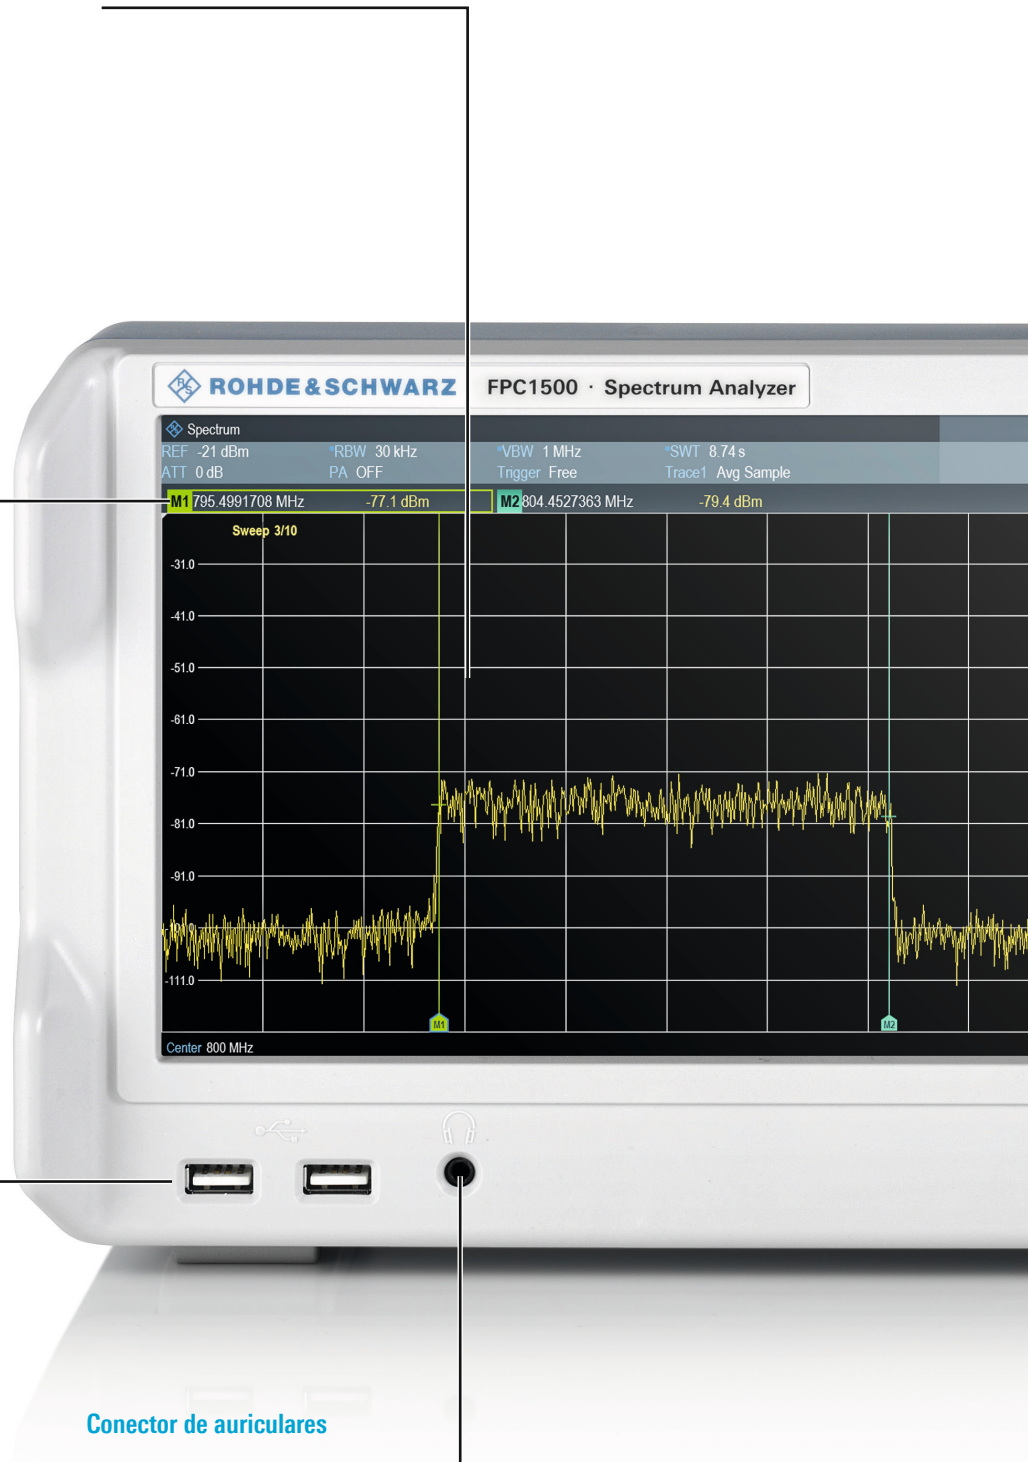 R&S ROHDE&SCHWARZ FPC1500 · Spectrum Analyzer
Spectrum
REF -21 dBm *RBW 30 kHz *VBW 1 MHz *SWT 8.74 s
ATT 0 dB PA OFF Trigger Free Trace1 Avg Sample
M1 795.4991708 MHz -77.1 dBm M2 804.4527363 MHz -79.4 dBm
Sweep 3/10
-31.0
-41.0
-51.0
-61.0
-71.0
-81.0
-91.0
-111.0
M1 M2
Center 800 MHz
Conector de auriculares